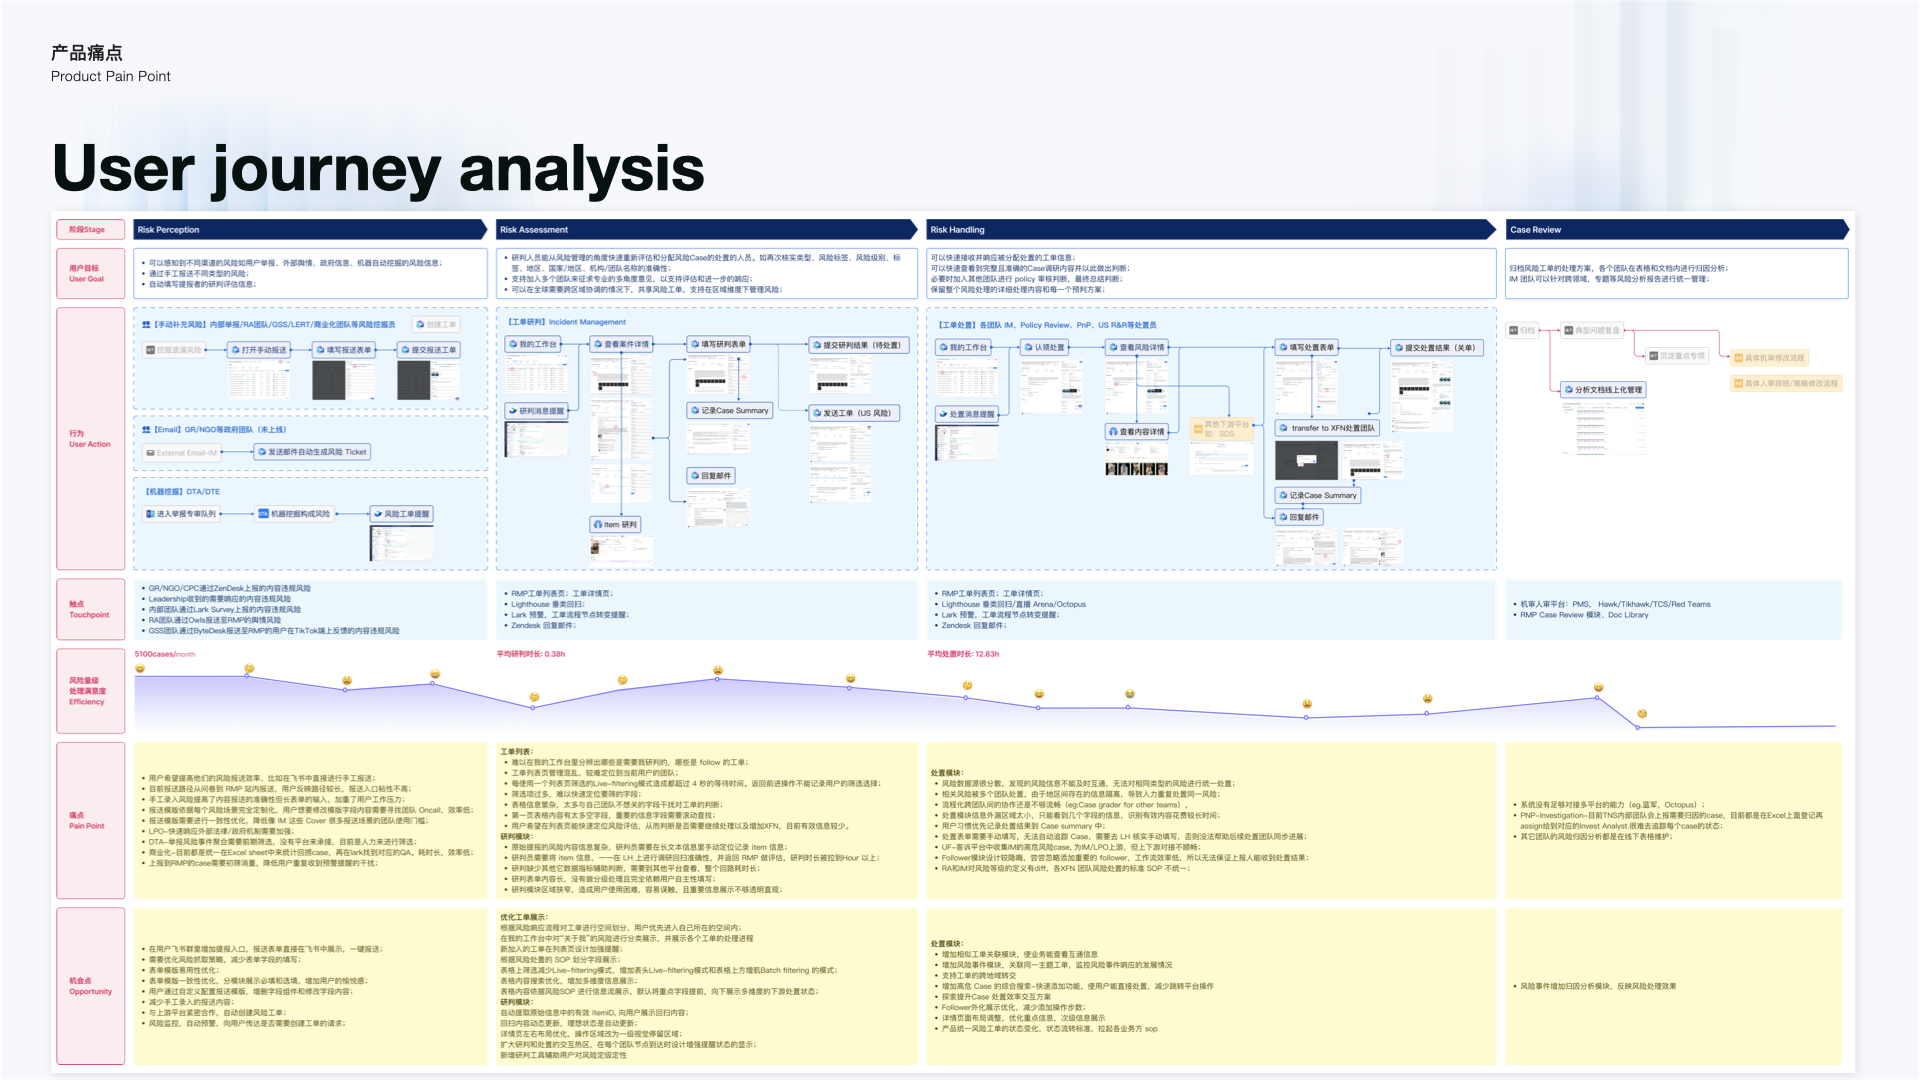 产品痛点
Product Pain Point
User journey analysis
阶段Stage
Risk Perception
Risk Assessment
Risk Handling
Case Review
用户目标
User Goal
• 可以感知到不同渠道的风险如用户举报、外部舆情、政府信息、机器自动挖掘的风险信息；
• 通过手工报送不同类型的风险；
• 自动填写提报者的研判评估信息；
• 研判人员能从风险管理的角度快速重新评估和分配风险Case的处置的人员。如再次核实类型、风险标签、风险级别、标
签、地区、国家/地区、机构/团队名称的准确性；
• 支持加入多个团队来征求专业的多角度意见，以支持评估和进一步的响应；
• 可以在全球需要跨区域协调的情况下，共享风险工单，支持在区域维度下管理风险；
可以快速接收并响应被分配处置的工单信息；
可以快速查看到完整且准确的Case调研内容并以此做出判断；
必要时加入其他团队进行 policy 审核判断，最终总结判断；
保留整个风险处理的详细处理内容和每一个预判方案；
归档风险工单的处理方案，各个团队在表格和文档内进行归因分析；
IM 团队可以针对跨领域，专题等风险分析报告进行统一管理；
行为
User Action
【手动补充风险】内部举报/RA团队/GSS/LERT/商业化团队等风险挖掘员
创建工单
挖掘遗漏风险
打开手动报送
填写报送表单
提交报送工单
【Email】GR/NGO等政府团队（未上线）
External Email-IM
发送邮件自动生成风险 Ticket
【机器挖掘】DTA/DTE
进入举报专审队列
机器挖掘构成风险
风险工单提醒
【工单研判】Incident Management
我的工作台
查看案件详情
填写研判表单
提交研判结果（待处置）
研判消息提醒
记录Case Summary
发送工单（US 风险）
回复邮件
Item 研判
【工单处置】各团队 IM、Policy Review、PnP、US R&R等处置员
我的工作台
认领处置
查看风险详情
填写处置表单
提交处置结果（关单）
处置消息提醒
查看内容详情
其他下游平台
如：SDS
transfer to XFN处置团队
记录Case Summary
回复邮件
归档
典型问题复盘
沉淀重点专项
具体机审修改流程
具体人审排班/策略修改流程
分析文档线上化管理
触点
Touchpoint
• GR/NGO/CPC通过ZenDesk上报的内容违规风险
• Leadership收到的需要响应的内容违规风险
• 内部团队通过Lark Survey上报的内容违规风险
• RA团队通过Owls报送至RMP的舆情风险
• GSS团队通过ByteDesk报送至RMP的用户在TikTok端上反馈的内容违规风险
• RMP工单列表页；工单详情页；
• Lighthouse 垂类回扫；
• Lark 预警，工单流程节点转变提醒；
• Zendesk 回复邮件；
• RMP工单列表页；工单详情页；
• Lighthouse 垂类回扫/直播 Arena/Octopus
• Lark 预警，工单流程节点转变提醒；
• Zendesk 回复邮件；
• 机审人审平台：PMS， Hawk/Tikhawk/TCS/Red Teams
• RMP Case Review 模块、Doc Library
风险量级
处理满意度
Efficiency
5100cases/month
平均研判时长: 0.38h
平均处置时长: 12.83h
痛点
Pain Point
• 用户希望提高他们的风险报送效率，比如在飞书中直接进行手工报送；
• 目前报送路径从问卷到 RMP 站内报送，用户反映路径较长，报送入口粘性不高；
• 手工录入风险提高了内容报送的准确性但长表单的输入，加重了用户工作压力；
• 报送模版依据每个风险场景完全定制化，用户想要修改模版字段内容需要寻找团队 Oncall，效率低；
• 报送模版需要进行一致性优化，降低像 IM 这些 Cover 很多报送场景的团队使用门槛；
• LPO-快速响应外部法律/政府机制需要加强；
• DTA-举报风险事件聚合需要前期筛选，没有平台来承接，目前是人力来进行筛选；
• 商业化-目前都是统一在Excel sheet中来统计回捞case，再在lark找到对应的QA。耗时长，效率低；
• 上报到RMP的case需要初筛消重，降低用户重复收到预警提醒的干扰；
工单列表：
• 难以在我的工作台里分辨出哪些是需要我研判的，哪些是 follow 的工单；
• 工单列表页管理混乱，较难定位到当前用户的团队；
• 每使用一个列表页筛选的Live-filtering模式造成都超过 4 秒的等待时间，返回前进操作不能记录用户的筛选选择；
• 筛选项过多，难以快速定位要筛的字段；
• 表格信息繁杂，太多与自己团队不想关的字段干扰对工单的判断；
• 第一页表格内容有太多空字段，重要的信息字段需要滚动查找；
• 用户希望在列表页能快速定位风险评估，从而判断是否需要继续处理以及增加XFN，目前有效信息较少。
研判模块：
• 原始提报的风险内容信息复杂，研判人员需要在长文本信息里手动定位记录 item 信息；
• 研判人员需要将 item 信息，一一在 LH 上进行调研回扫准确性，并返回 RMP 做评估，研判时长被拉到Hour 以上；
• 研判缺少其他它数据指标辅助判断，需要到其他平台查看，整个回路耗时长；
• 研判表单内容长，没有做分级处理且完全依赖用户自主性填写；
• 研判模块区域狭窄，造成用户使用困难，容易误触，且重要信息展示不够透明直观；
处置模块：
• 风险数据源很分散，发现的风险信息不能及时互通，无法对相同类型的风险进行统一处置；
• 相关风险被多个团队处置，由于地区间存在的信息隔离，导致人力重复处置同一风险；
• 流程化跨团队间的协作还是不够流畅（eg:Case grader for other teams），
• 处置模块信息外漏区域太小，只能看到几个字段的信息，识别有效内容花费较长时间；
• 用户习惯优先记录处置结果到 Case summary 中；
• 处置表单需要手动填写，无法自动追踪 Case，需要去 LH 核实手动填写，否则没法帮助后续处置团队同步进展；
• UF-客诉平台中收集IM的高危风险case, 为IM/LPO上游，但上下游对接不顺畅；
• Follower模块设计较隐晦，尝尝忽略添加重要的 follower，工作流效率低，所以无法保证上报人能收到处置结果；
• RA和IM对风险等级的定义有diff，各XFN 团队风险处置的标准 SOP 不统一；
• 系统没有足够对接多平台的能力（eg.蓝军，Octopus）；
• PNP-Investigation-目前TNS内部团队会上报需要归因的case，目前都是在Excel上面登记再
assign给到对应的Invest Analyst.很难去追踪每个case的状态；
• 其它团队的风险归因分析都是在线下表格维护；
机会点
Opportunity
• 在用户飞书群里增加提报入口，报送表单直接在飞书中展示，一键报送；
• 需要优化风险抓取策略，减少表单字段的填写；
• 表单模版易用性优化；
• 表单模版一致性优化，分模块展示必填和选填，增加用户的愉悦感；
• 用户通过自定义配置报送模版，增删字段组件和修改字段内容；
• 减少手工录入的报送内容；
• 与上游平台紧密合作，自动创建风险工单；
• 风险监控，自动预警，向用户传达是否需要创建工单的请求；
优化工单展示：
根据风险响应流程对工单进行空间划分，用户优先进入自己所在的空间内；
在我的工作台中对"关于我"的风险进行分类展示，并展示各个工单的处理进程
新加入的工单在列表页设计加强提醒；
根据风险处置的 SOP 划分字段展示；
表格上筛选减少Live-filtering模式，增加表头Live-filtering模式和表格上方增肌Batch filtering 的模式；
表格内容搜索优化，增加多维度信息展示；
表格内容依据风险SOP 进行信息流展示，默认将重点字段提前，向下展示多维度的下游处置状态；
研判模块：
自动提取原始信息中的有效 itemID, 向用户展示回扫内容；
回扫内容动态更新，理想状态是自动更新；
详情页左右布局优化，操作区域改为一级视觉停留区域；
扩大研判和处置的交互热区，在每个团队节点到达时设计增强提醒状态的显示；
新增研判工具辅助用户对风险定级定性
处置模块：
• 增加相似工单关联模块，使业务能查看互通信息
• 增加风险事件模块，关联同一主题工单，监控风险事件响应的发展情况
• 支持工单的跨地域转交
• 增加高危 Case 的综合搜索-快速添加功能，使用户能直接处置，减少跳转平台操作
• 探索提升Case 处置效率交互方案
• Follower外化展示优化，减少添加操作步数；
• 详情页面布局调整，优化重点信息，次级信息展示
• 产品统一风险工单的状态变化，状态流转标准，拉起各业务方 sop
• 风险事件增加归因分析模块，反映风险处理效果